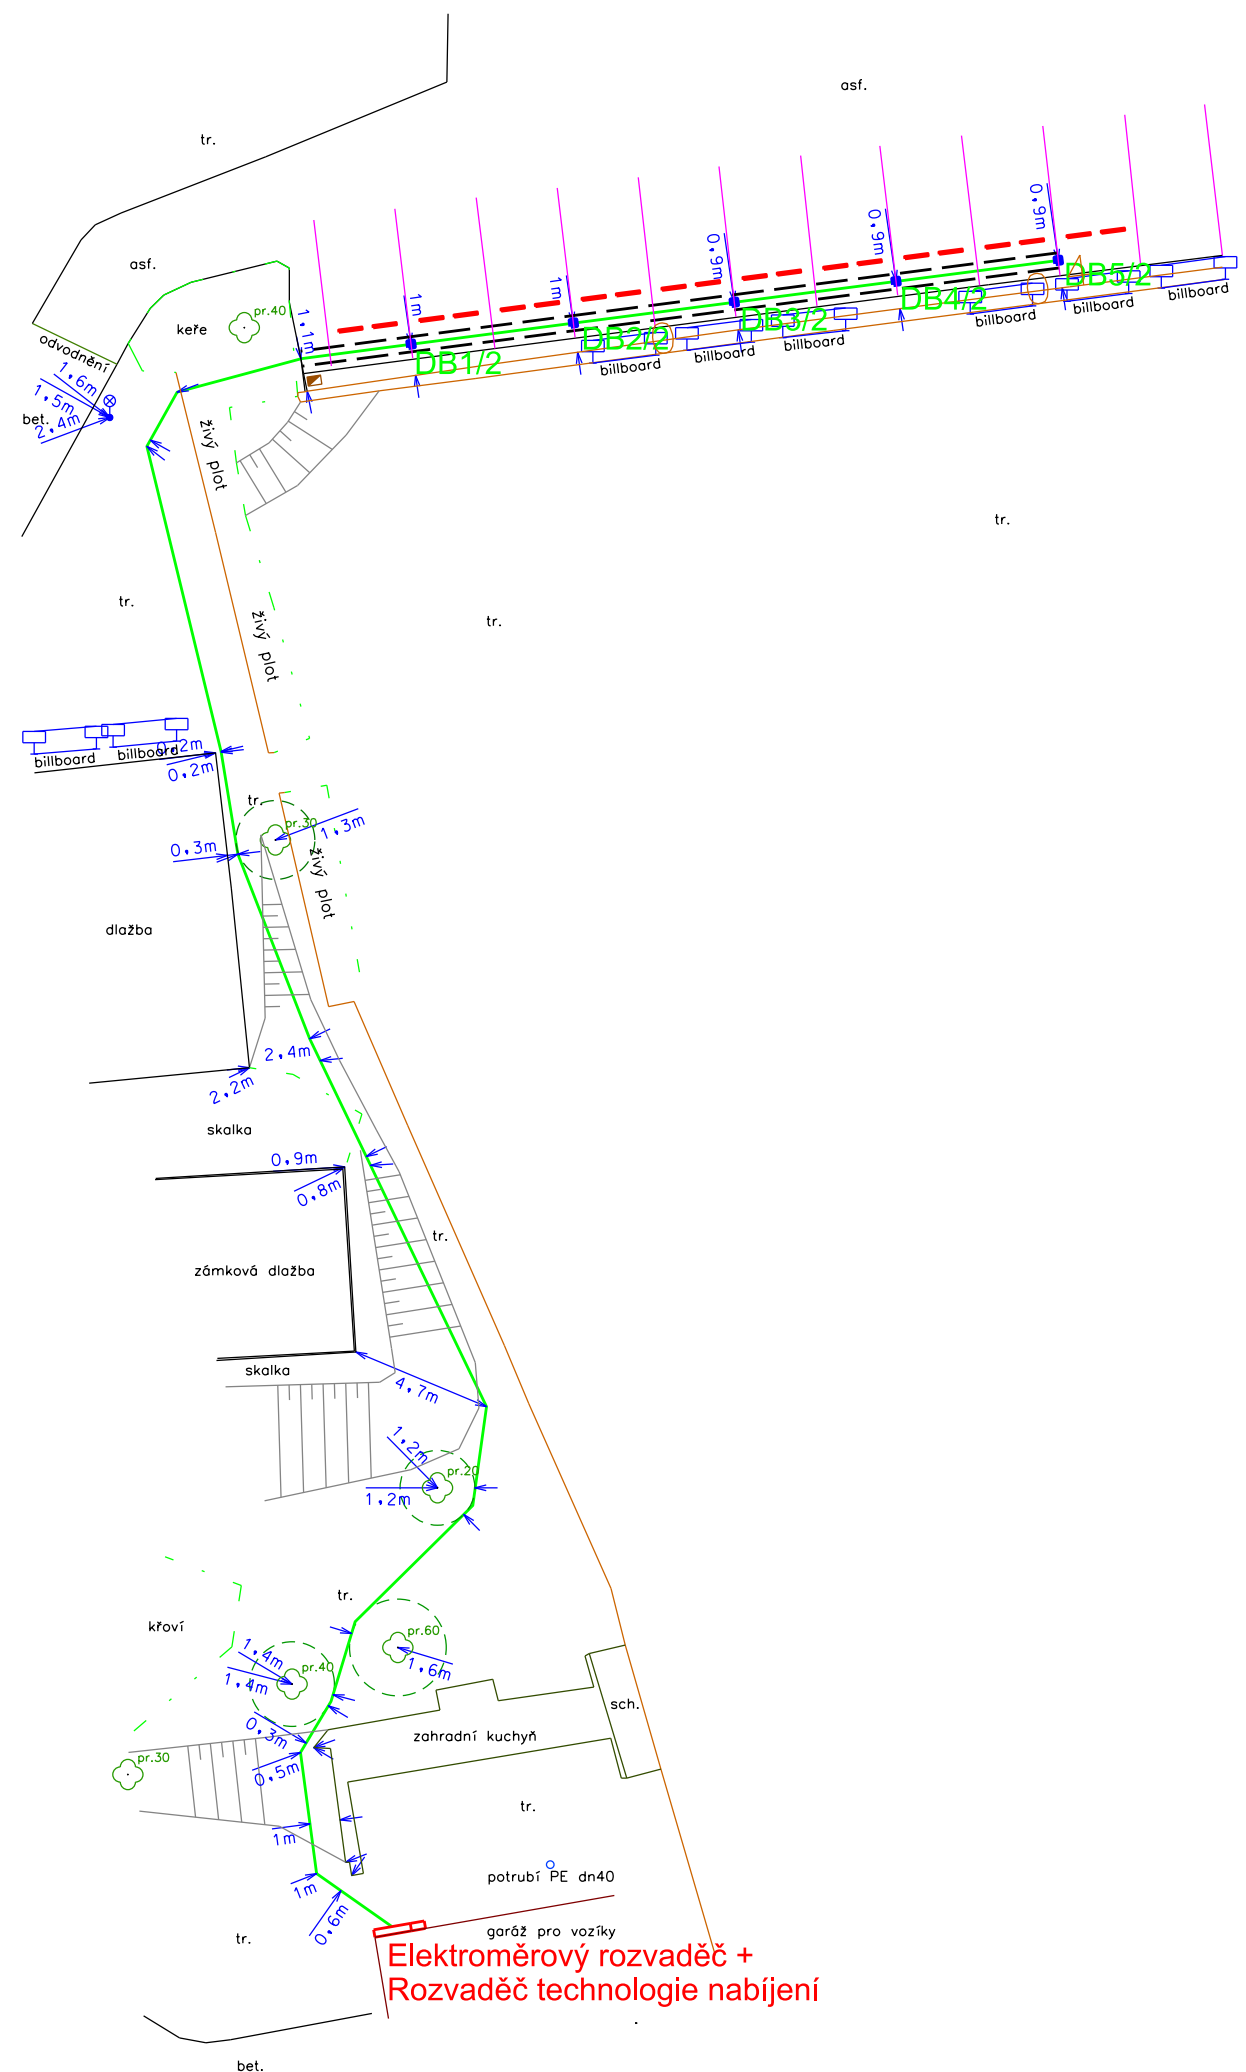 asf.
tr.
0,9m
0,9m
0,9m
asf.
1m
1m
pr.40
1,1m
keře
DB5/2
DB4/2
DB3/2
DB2/2
DB1/2
billboard
billboard
billboard
billboard
billboard
billboard
odvodnění
1,6m
1,5m
2,4m
bet.
živý plot
tr.
tr.
tr.
živý plot
0,2m
billboard
billboard
0,2m
tr.
pr.30
1,3m
0,3m
živý plot
dlažba
2,4m
2,2m
skalka
0,9m
0,8m
tr.
zámková dlažba
skalka
4,7m
1,2m
pr.20
1,2m
tr.
křoví
pr.60
1,4m
pr.40
1,6m
1,4m
sch.
0,3m
zahradní kuchyň
pr.30
0,5m
tr.
1m
potrubí PE dn40
1m
0,6m
garáž pro vozíky
tr.
Elektroměrový rozvaděč +
Rozvaděč technologie nabíjení
bet.